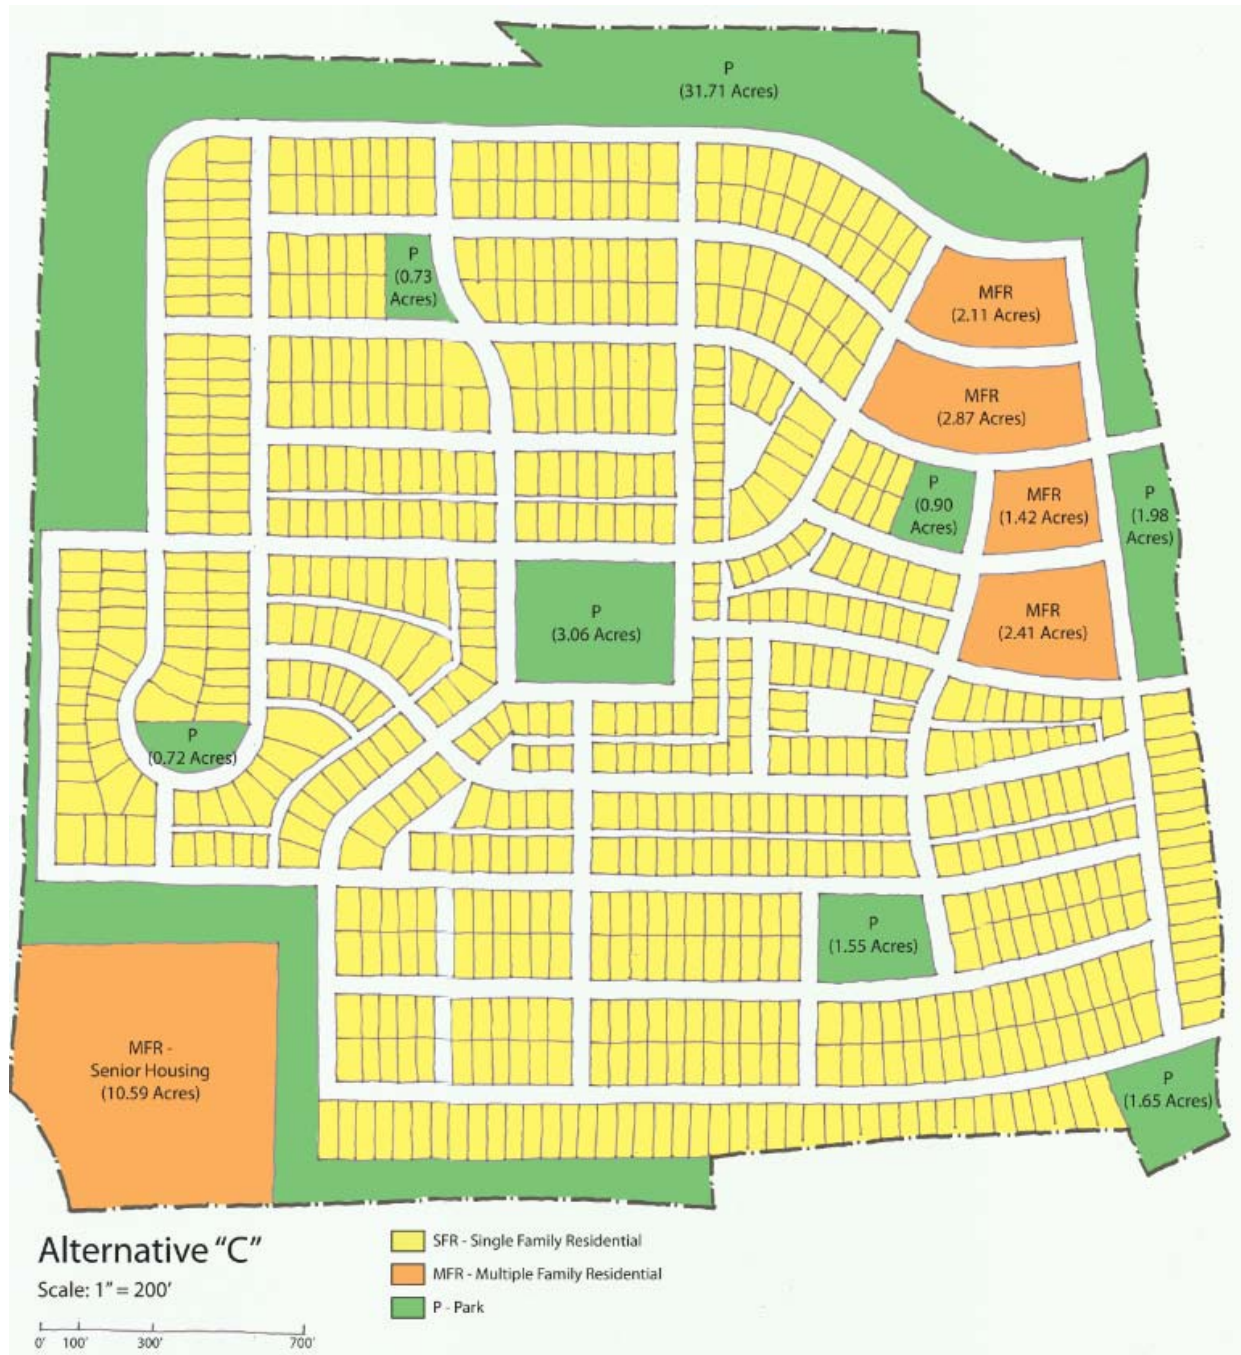 P
(31.71 Acres)
P
(0.73
Acres)
MFR
(2.11 Acres)
MFR
(2.87 Acres)
P
(0.90
Acres)
MFR
(1.42 Acres)
P
(1.98
Acres)
P
(3.06 Acres)
MFR
(2.41 Acres)
P
(0.72 Acres)
P
(1.55 Acres)
MFR -
Senior Housing
(10.59 Acres)
P
(1.65 Acres)
Alternative “C”
Scale: 1” = 200’
0’ 100’ 300’ 700’
SFR - Single Family Residential
MFR - Multiple Family Residential
P - Park